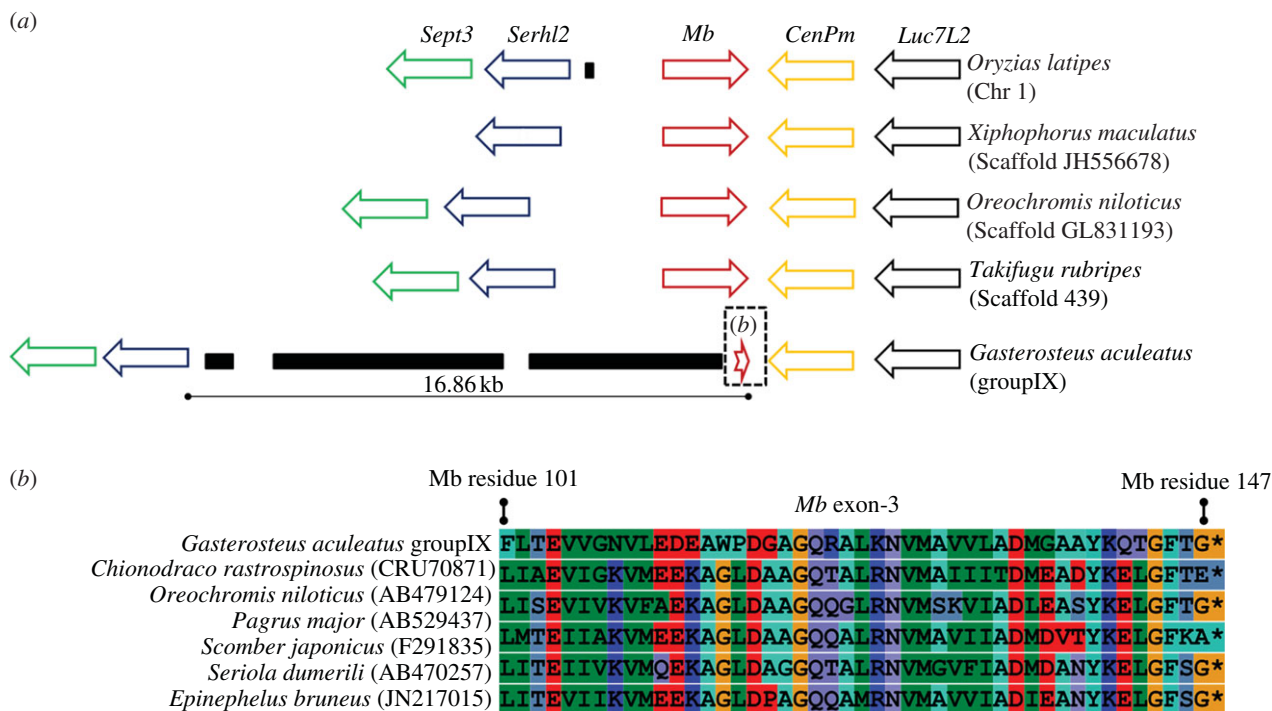 (a)
Sept3 Serhl2 Mb CenPm Luc7L2
Oryzias latipes
(Chr 1)
Xiphophorus maculatus
(Scaffold JH556678)
Oreochromis niloticus
(Scaffold GL831193)
Takifugu rubripes
(Scaffold 439)
(b)
Gasterosteus aculeatus
(groupIX)
16.86 kb
(b)
Mb residue 101 Mb exon-3 Mb residue 147
Gasterosteus aculeatus groupIX
Chionodraco rastrospinosus (CRU70871)
Oreochromis niloticus (AB479124)
Pagrus major (AB529437)
Scomber japonicus (F291835)
Seriola dumerili (AB470257)
Epinephelus bruneus (JN217015)
FLTEVVGNVLEDEAWPDGAGQRALKNVMAVVLADMGAAYKQTGFTG*
LIAEVIGKVMEEKAGLDAAGQTALRNVMAIIITDMEADYKELGFTE*
LISEVIVKVFAEKAGLDAAGQQGLRNVMSKVIADLEASYKELGFTG*
LMTEIIAKVMEEKAGLDAAGQQALRNVMAVIIADMDVTYKELGFKA*
LITEIIVKVMQEKAGLDAGGQTALRNVMGVFIADMDANYKELGFSG*
LITEVIIKVMEEKAGLDPAGQQAMRNVMAVVIADIEANYKELGFSG*